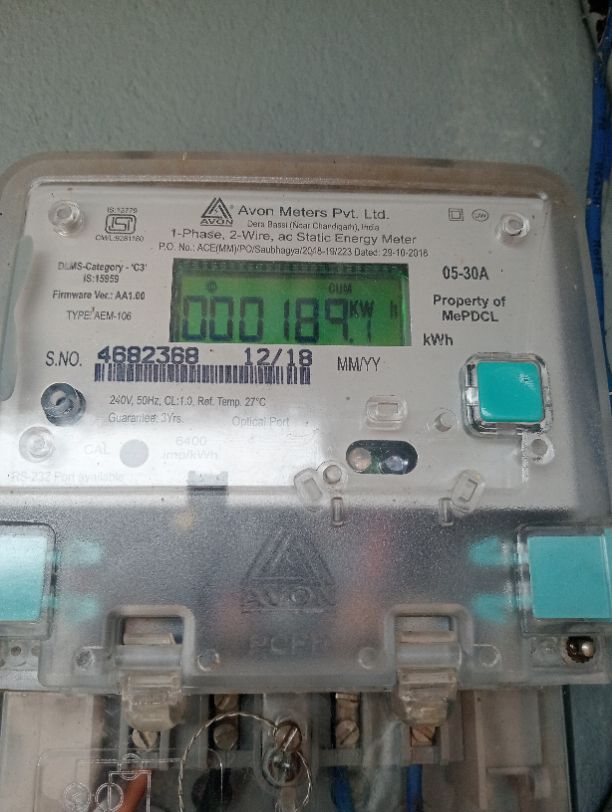 IS:13779
CM/L:9281160
AVON
Avon Meters Pvt. Ltd.
Dera Bassi (Near Chandigarh), India
1-Phase, 2-Wire, ac Static Energy Meter
P.O. No.: ACE(MM)/PO/Saubhagya/2018-19/223 Dated: 29-10-2018
DLMS-Category - 'C3'
IS:15959
Firmware Ver.: AA1.00
TYPE: AEM-106
CUM
000189.1 KW h
05-30A
Property of
MePDCL
kWh
S.NO. 4682368 12/18 MM/YY
240V, 50Hz, CL:1.0, Ref. Temp. 27°C
Guarantee: 3Yrs. Optical Port
CAL 6400
imp/kWh
RS-232 Port available
AVON